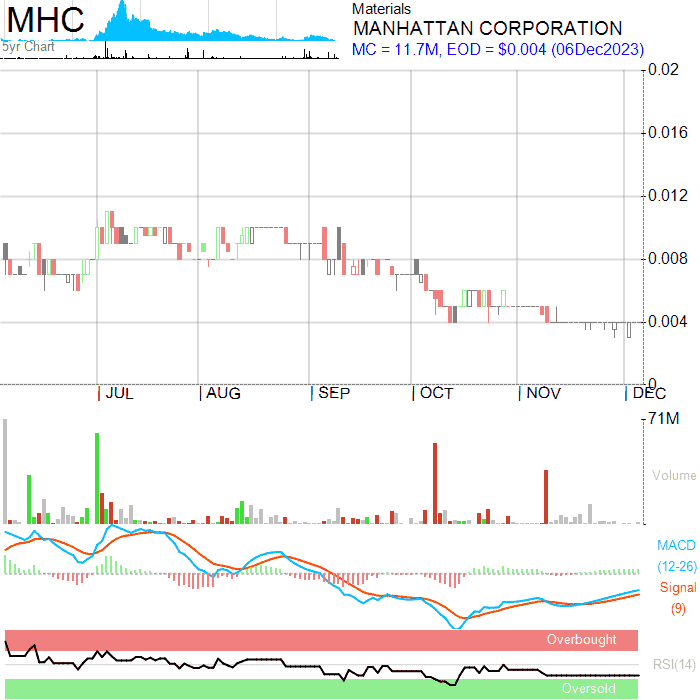 MHC
5yr Chart
Materials
MANHATTAN CORPORATION
MC = 11.7M, EOD = $0.004 (06Dec2023)
0.02
0.016
0.012
0.008
0.004
0
JUL
AUG
SEP
OCT
NOV
DEC
71M
Volume
MACD
(12-26)
Signal
(9)
Overbought
RSI(14)
Oversold